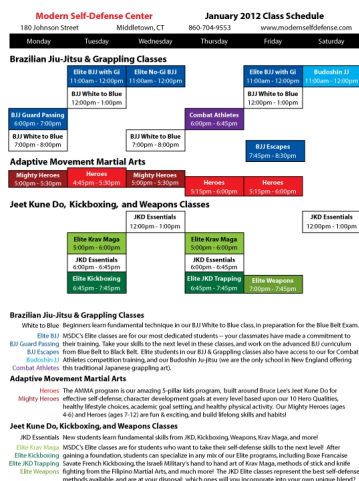 Modern Self-Defense Center January 2012 Class Schedule
180 Johnson Street Middletown, CT 860-704-9553 www.modernselfdefense.com
Monday Tuesday Wednesday Thursday Friday Saturday
Brazilian Jiu-Jitsu & Grappling Classes
Elite BJJ with Gi Elite No-Gi BJJ Elite BJJ with Gi Budoshin JJ
11:00am - 12:00pm 11:00am - 12:00pm 11:00am - 12:00pm 11:00am - 12:00pm
BJJ White to Blue BJJ White to Blue
12:00pm - 1:00pm 12:00pm - 1:00pm
BJJ Guard Passing Combat Athletes
6:00pm - 7:00pm 6:00pm - 6:45pm
BJJ White to Blue BJJ White to Blue
7:00pm - 8:00pm 7:00pm - 8:00pm
BJJ Escapes
7:45pm - 8:30pm
Adaptive Movement Martial Arts
Mighty Heroes Heroes Mighty Heroes Heroes Heroes
5:00pm - 5:30pm 4:45pm - 5:30pm 5:00pm - 5:30pm 5:15pm - 6:00pm 5:15pm - 6:00pm
Jeet Kune Do, Kickboxing, and Weapons Classes
JKD Essentials JKD Essentials
12:00pm - 1:00pm 12:00pm - 1:00pm
Elite Krav Maga Elite Krav Maga
5:00pm - 6:00pm 5:00pm - 6:00pm
JKD Essentials JKD Essentials
6:00pm - 6:45pm 6:00pm - 6:45pm
Elite Kickboxing Elite JKD Trapping Elite Weapons
6:45pm - 7:45pm 6:45pm - 7:45pm 7:00pm - 7:45pm
Brazilian Jiu-Jitsu & Grappling Classes
White to Blue Beginners learn fundamental technique in our BJJ White to Blue class, in preparation for the Blue Belt Exam.
Elite BJJ MSDC's Elite classes are for our most dedicated students -- your classmates have made a commitment to
BJJ Guard Passing their training. Take your skills to the next level in these classes, and work on the advanced BJJ curriculum
BJJ Escapes from Blue Belt to Black Belt. Elite students in our BJJ & Grappling classes also have access to our for Combat
Budoshin JJ Athletes competition training, and our Budoshin Ju-Jitsu (we are the only school in New England offering
Combat Athletes this traditional Japanese grappling art).
Adaptive Movement Martial Arts
Heroes The AMMA program is our amazing 5-pillar kids program, built around Bruce Lee's Jeet Kune Do for
Mighty Heroes effective self-defense, character development goals at every level based upon our 10 Hero Qualities,
healthy lifestyle choices, academic goal setting, and healthy physical activity. Our Mighty Heroes (ages
4-6) and Heroes (ages 7-12) are fun & exciting, and build lifelong skills and habits!
Jeet Kune Do, Kickboxing, and Weapons Classes
JKD Essentials New students learn fundamental skills from JKD, Kickboxing, Weapons, Krav Maga, and more!
Elite Krav Maga MSDC's Elite classes are for students who want to take their self-defense skills to the next level! After
Elite Kickboxing gaining a foundation, students can specialize in any mix of our Elite programs, including Boxe Francaise
Elite JKD Trapping Savate French Kickboxing, the Israeli Military's hand to hand art of Krav Maga, methods of stick and knife
Elite Weapons fighting from the Filipino Martial Arts, and much more! The JKD Elite classes represent the best self-defense
methods available, and are at your disposal; which ones will you incorporate into your own unique blend?